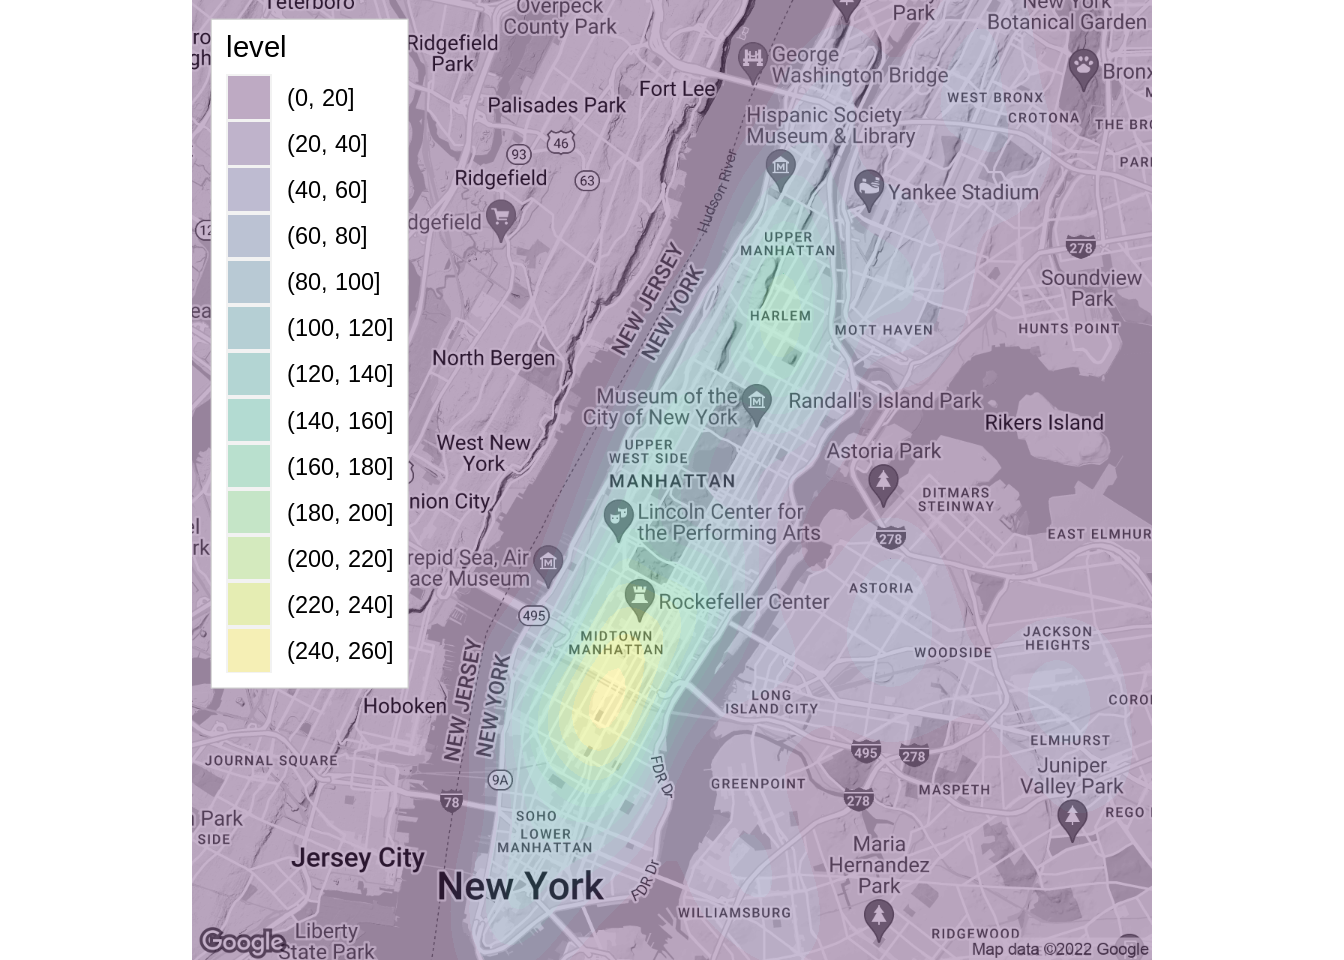 level
(0, 20]
(20, 40]
(40, 60]
(60, 80]
(80, 100]
(100, 120]
(120, 140]
(140, 160]
(160, 180]
(180, 200]
(200, 220]
(220, 240]
(240, 260]
Teterboro
Overpeck
County Park
Park
New York
Botanical Garden
Ridgefield
Park
George
Washington Bridge
Bronx
Fort Lee
WEST BRONX
Palisades Park
CROTONA
THE BRO
Hispanic Society
Museum & Library
46
93
PAR
Ridgefield
63
Hudson River
Yankee Stadium
dgefield
12
UPPER
MANHATTAN
278
Soundview
Park
NEW JERSEY
NEW YORK
HARLEM
MOTT HAVEN
HUNTS POINT
North Bergen
Museum of the
City of New York
Randall's Island Park
Rikers Island
West New
York
UPPER
WEST SIDE
Astoria Park
MANHATTAN
nion City
DITMARS
STEINWAY
Lincoln Center for
the Performing Arts
278
EAST ELMHUR
repid Sea, Air
ace Museum
ASTORIA
Rockefeller Center
495
MIDTOWN
MANHATTAN
JACKSON
HEIGHTS
WOODSIDE
NEW JERSEY
NEW YORK
Hoboken
LONG
ISLAND CITY
CORO
ELMHURST
JOURNAL SQUARE
495
278
Juniper
Valley Park
9A
FDR Dr
GREENPOINT
MASPETH
78
278
REGO
Park
SIDE
SOHO
LOWER
MANHATTAN
Maria
Hernandez
Park
Jersey City
New York
FDR Dr
WILLIAMSBURG
Liberty
State Park
RIDGEWOOD
Google
Map data ©2022 Google